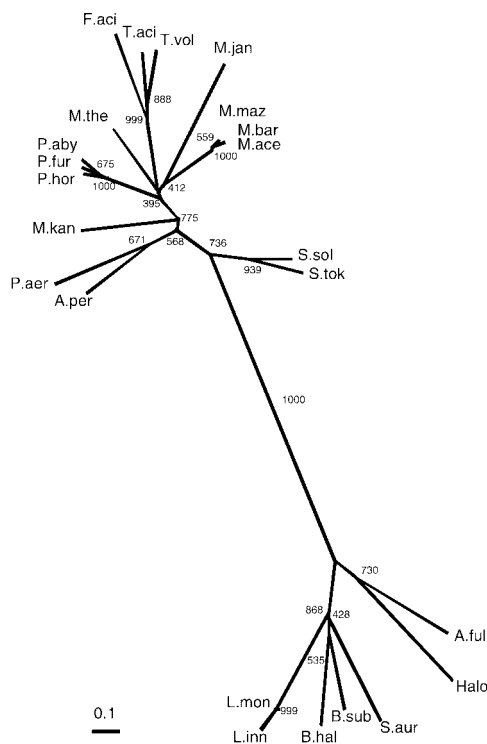 F.aci
T.aci
T.vol
M.jan
888
M.maz
M.the
999
559
M.bar
P.aby
M.ace
675
1000
P.fur
P.hor
1000
412
395
775
M.kan
568
736
671
S.sol
939
S.tok
P.aer
A.per
1000
730
868
428
A.ful
535
Halo
L.mon
999
B.sub
S.aur
L.inn
B.hal
0.1